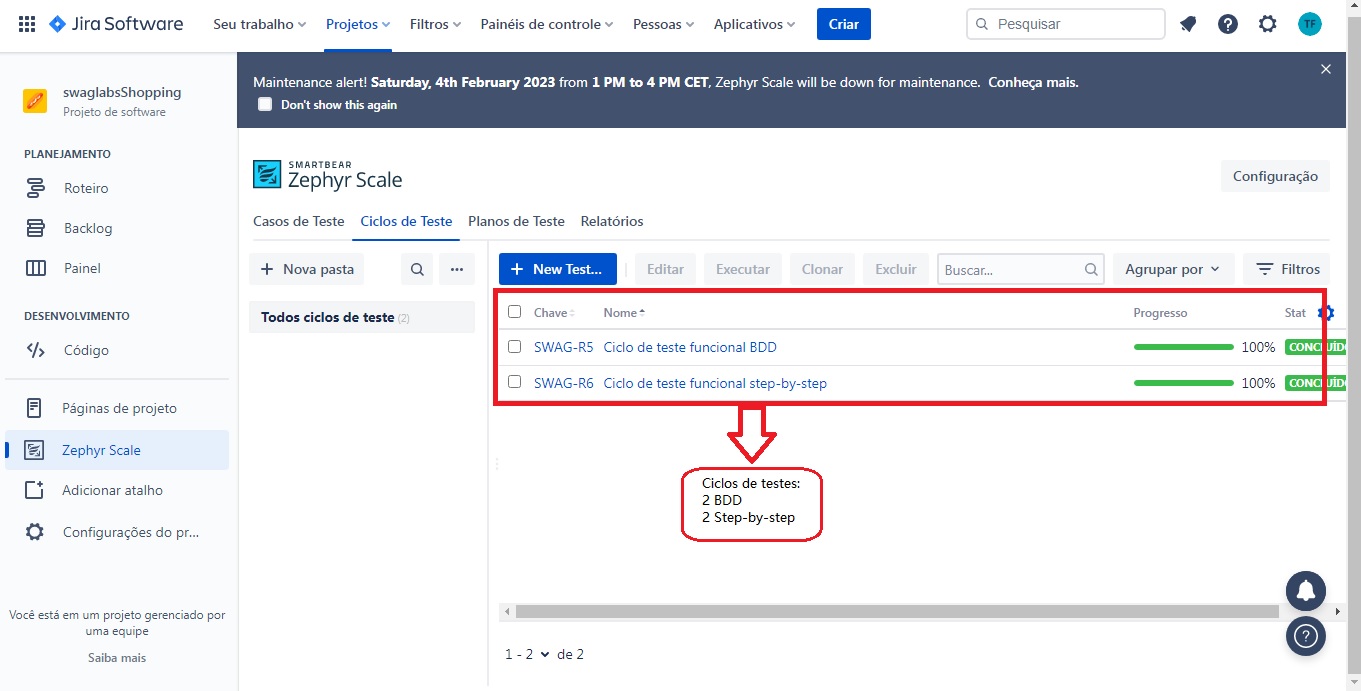 Jira Software
Seu trabalho
Projetos
Filtros
Painéis de controle
Pessoas
Aplicativos
Criar
Pesquisar
TF
swaglabsShopping
Projeto de software
PLANEJAMENTO
Roteiro
Backlog
Painel
DESENVOLVIMENTO
Código
Páginas de projeto
Zephyr Scale
Adicionar atalho
Configurações do pr...
Você está em um projeto gerenciado por
uma equipe
Saiba mais
Maintenance alert! Saturday, 4th February 2023 from 1 PM to 4 PM CET, Zephyr Scale will be down for maintenance. Conheça mais.
Don't show this again
SMARTBEAR
Zephyr Scale
Configuração
Casos de Teste
Ciclos de Teste
Planos de Teste
Relatórios
Nova pasta
Todos ciclos de teste (2)
New Test...
Editar
Executar
Clonar
Excluir
Buscar...
Agrupar por
Filtros
Chave
Nome
Progresso
Stat
SWAG-R5 Ciclo de teste funcional BDD 100% CONCLUÍDO
SWAG-R6 Ciclo de teste funcional step-by-step 100% CONCLUÍDO
Ciclos de testes:
2 BDD
2 Step-by-step
1 - 2 de 2